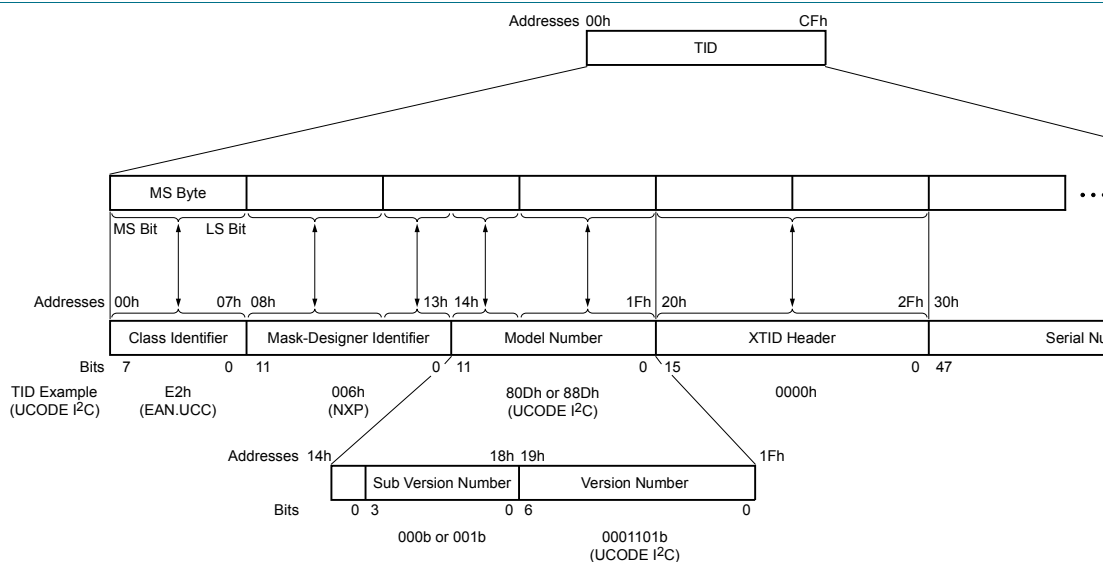 Addresses 00h CFh
TID
MS Byte ...
MS Bit LS Bit
Addresses 00h 07h 08h 13h 14h 1Fh 20h 2Fh 30h
Class Identifier Mask-Designer Identifier Model Number XTID Header Serial Nu
Bits 7 0 11 0 11 0 15 0 47
TID Example E2h 006h 80Dh or 88Dh 0000h
(UCODE I²C) (EAN.UCC) (NXP) (UCODE I²C)
Addresses 14h 18h 19h 1Fh
Sub Version Number Version Number
Bits 0 3 0 6 0
000b or 001b 0001101b
(UCODE I²C)